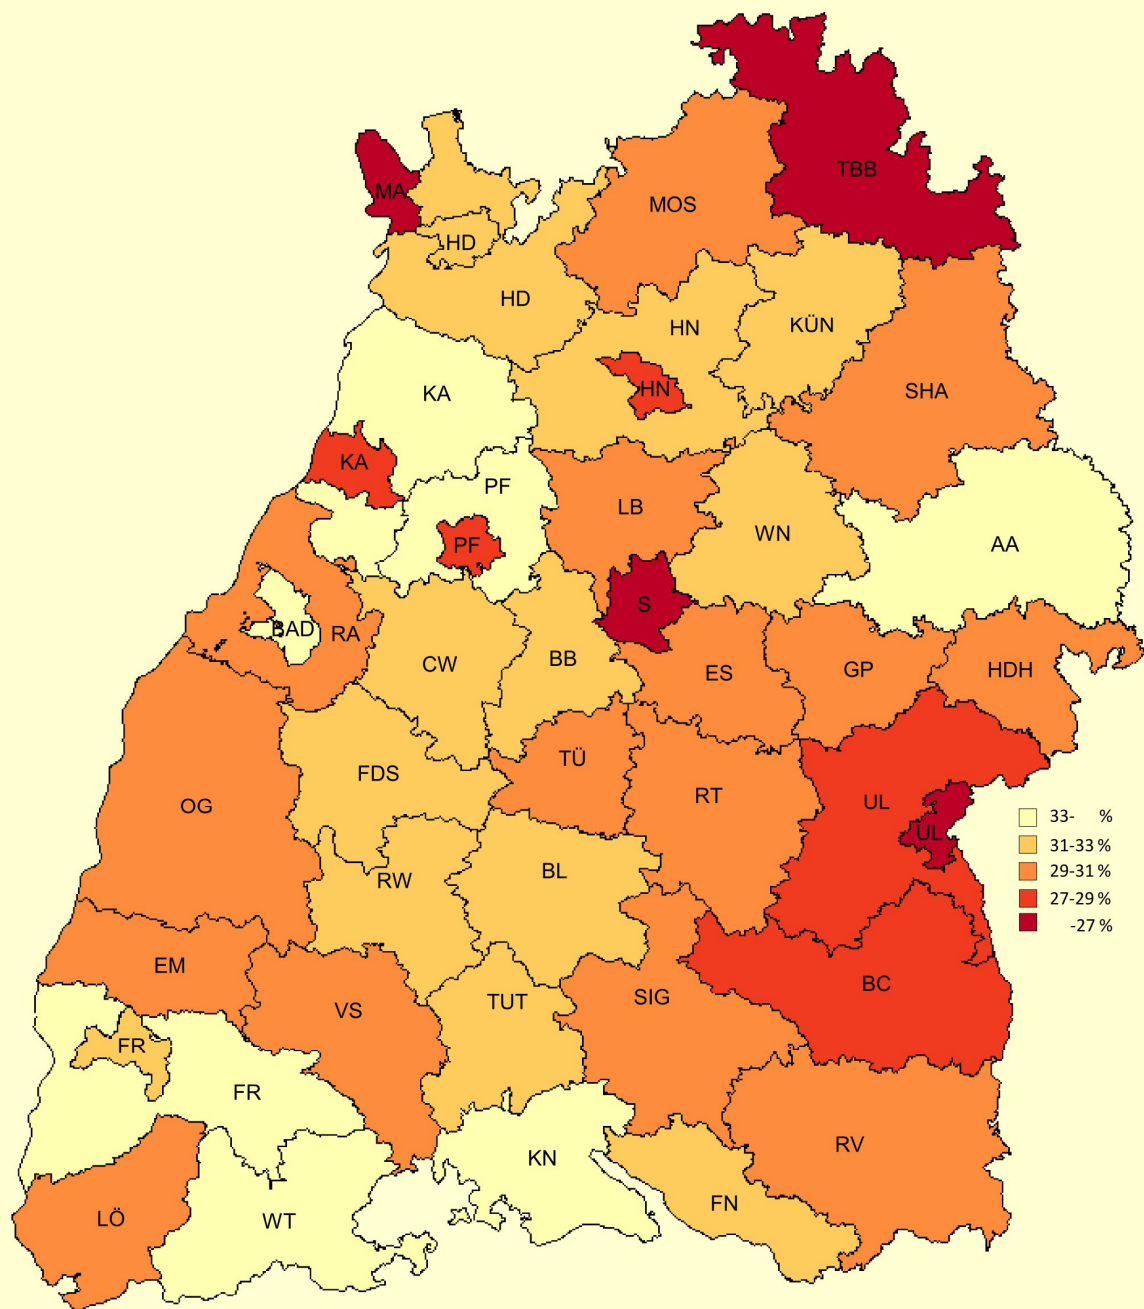 TBB
MA
MOS
HD
HD
HN
KÜN
KA
HN
SHA
KA
PF
LB
WN
PF
AA
S
BAD
RA
CW
BB
ES
GP
HDH
FDS
TÜ
OG
RT
UL
UL
33- %
31-33 %
29-31 %
27-29 %
-27 %
RW
BL
EM
VS
TUT
SIG
BC
FR
FR
KN
RV
LÖ
WT
FN